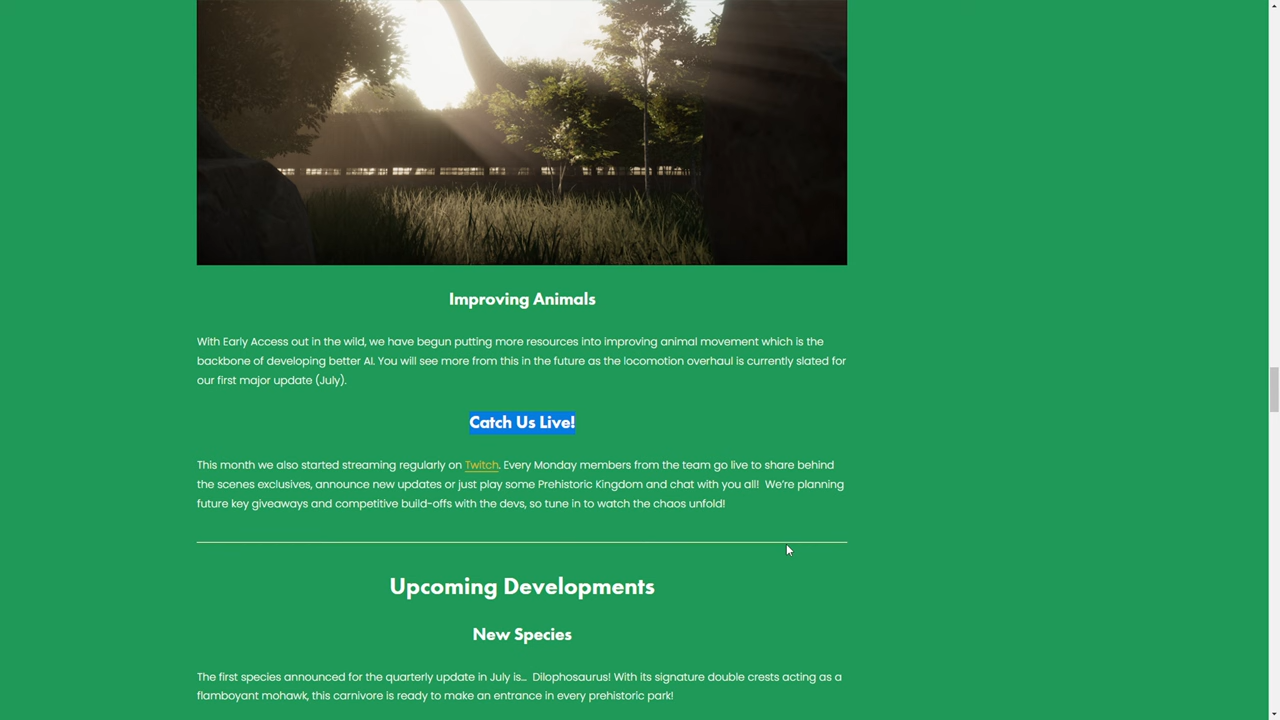 Improving Animals
With Early Access out in the wild, we have begun putting more resources into improving animal movement which is the
backbone of developing better AI. You will see more from this in the future as the locomotion overhaul is currently slated for
our first major update (July).
Catch Us Live!
This month we also started streaming regularly on Twitch. Every Monday members from the team go live to share behind
the scenes exclusives, announce new updates or just play some Prehistoric Kingdom and chat with you all!  We’re planning
future key giveaways and competitive build-offs with the devs, so tune in to watch the chaos unfold!
Upcoming Developments
New Species
The first species announced for the quarterly update in July is…  Dilophosaurus! With its signature double crests acting as a
flamboyant mohawk, this carnivore is ready to make an entrance in every prehistoric park!